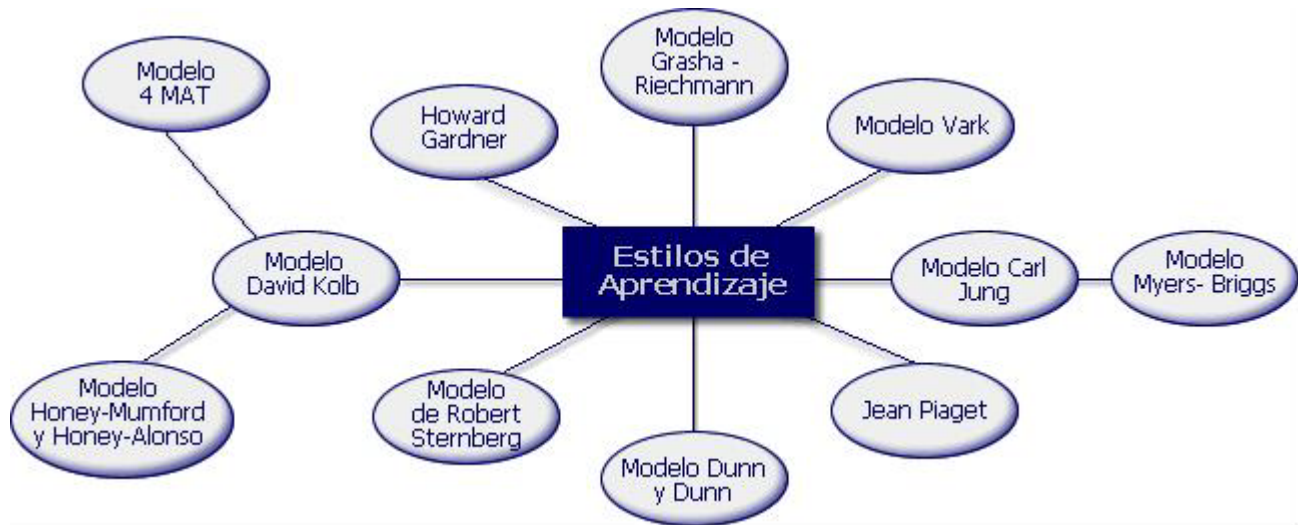 Modelo
Grasha -
Riechmann
Modelo
4 MAT
Howard
Gardner
Modelo Vark
Estilos de
Aprendizaje
Modelo
David Kolb
Modelo Carl
Jung
Modelo
Myers- Briggs
Modelo
Honey-Mumford
y Honey-Alonso
Modelo
de Robert
Sternberg
Jean Piaget
Modelo Dunn
y Dunn